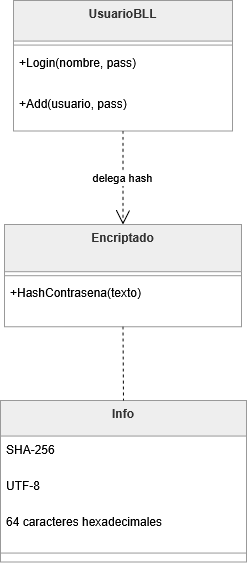 UsuarioBLL
+Login(nombre, pass)
+Add(usuario, pass)
delega hash
Encriptado
+HashContrasena(texto)
Info
SHA-256
UTF-8
64 caracteres hexadecimales